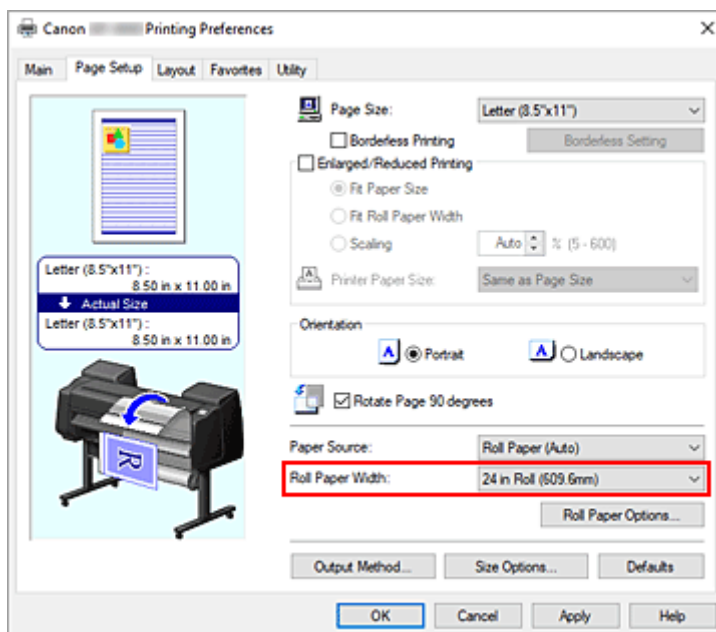 Canon Printing Preferences
Main Page Setup Layout Favorites Utility
Page Size: Letter (8.5"x11")
Borderless Printing Borderless Setting
Enlarged/Reduced Printing
Fit Paper Size
Fit Roll Paper Width
Scaling Auto % (5 - 600)
Printer Paper Size: Same as Page Size
Letter (8.5"x11") :
8.50 in x 11.00 in
Actual Size
Letter (8.5"x11") :
8.50 in x 11.00 in
Orientation
A Portrait A Landscape
Rotate Page 90 degrees
R
Paper Source: Roll Paper (Auto)
Roll Paper Width: 24 in Roll (609.6mm)
Roll Paper Options...
Output Method... Size Options... Defaults
OK Cancel Apply Help